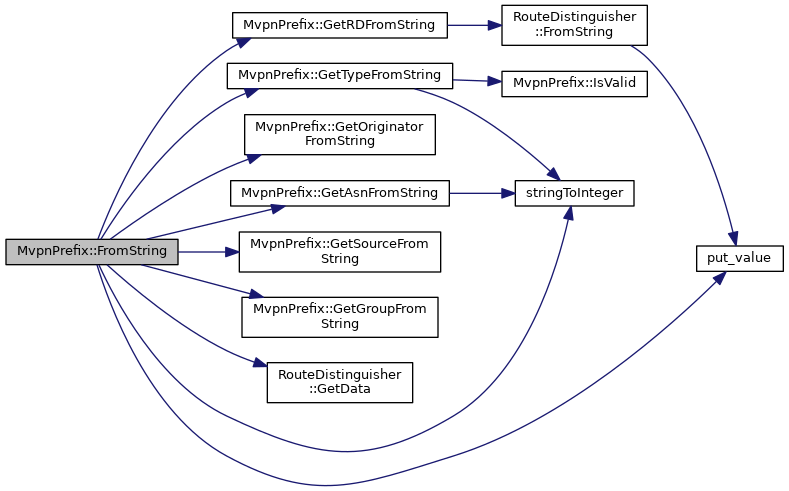 MvpnPrefix::FromString
MvpnPrefix::GetRDFromString
RouteDistinguisher
::FromString
MvpnPrefix::GetTypeFromString
MvpnPrefix::IsValid
MvpnPrefix::GetOriginator
FromString
MvpnPrefix::GetAsnFromString
stringToInteger
MvpnPrefix::GetSourceFrom
String
put_value
MvpnPrefix::GetGroupFrom
String
RouteDistinguisher
::GetData